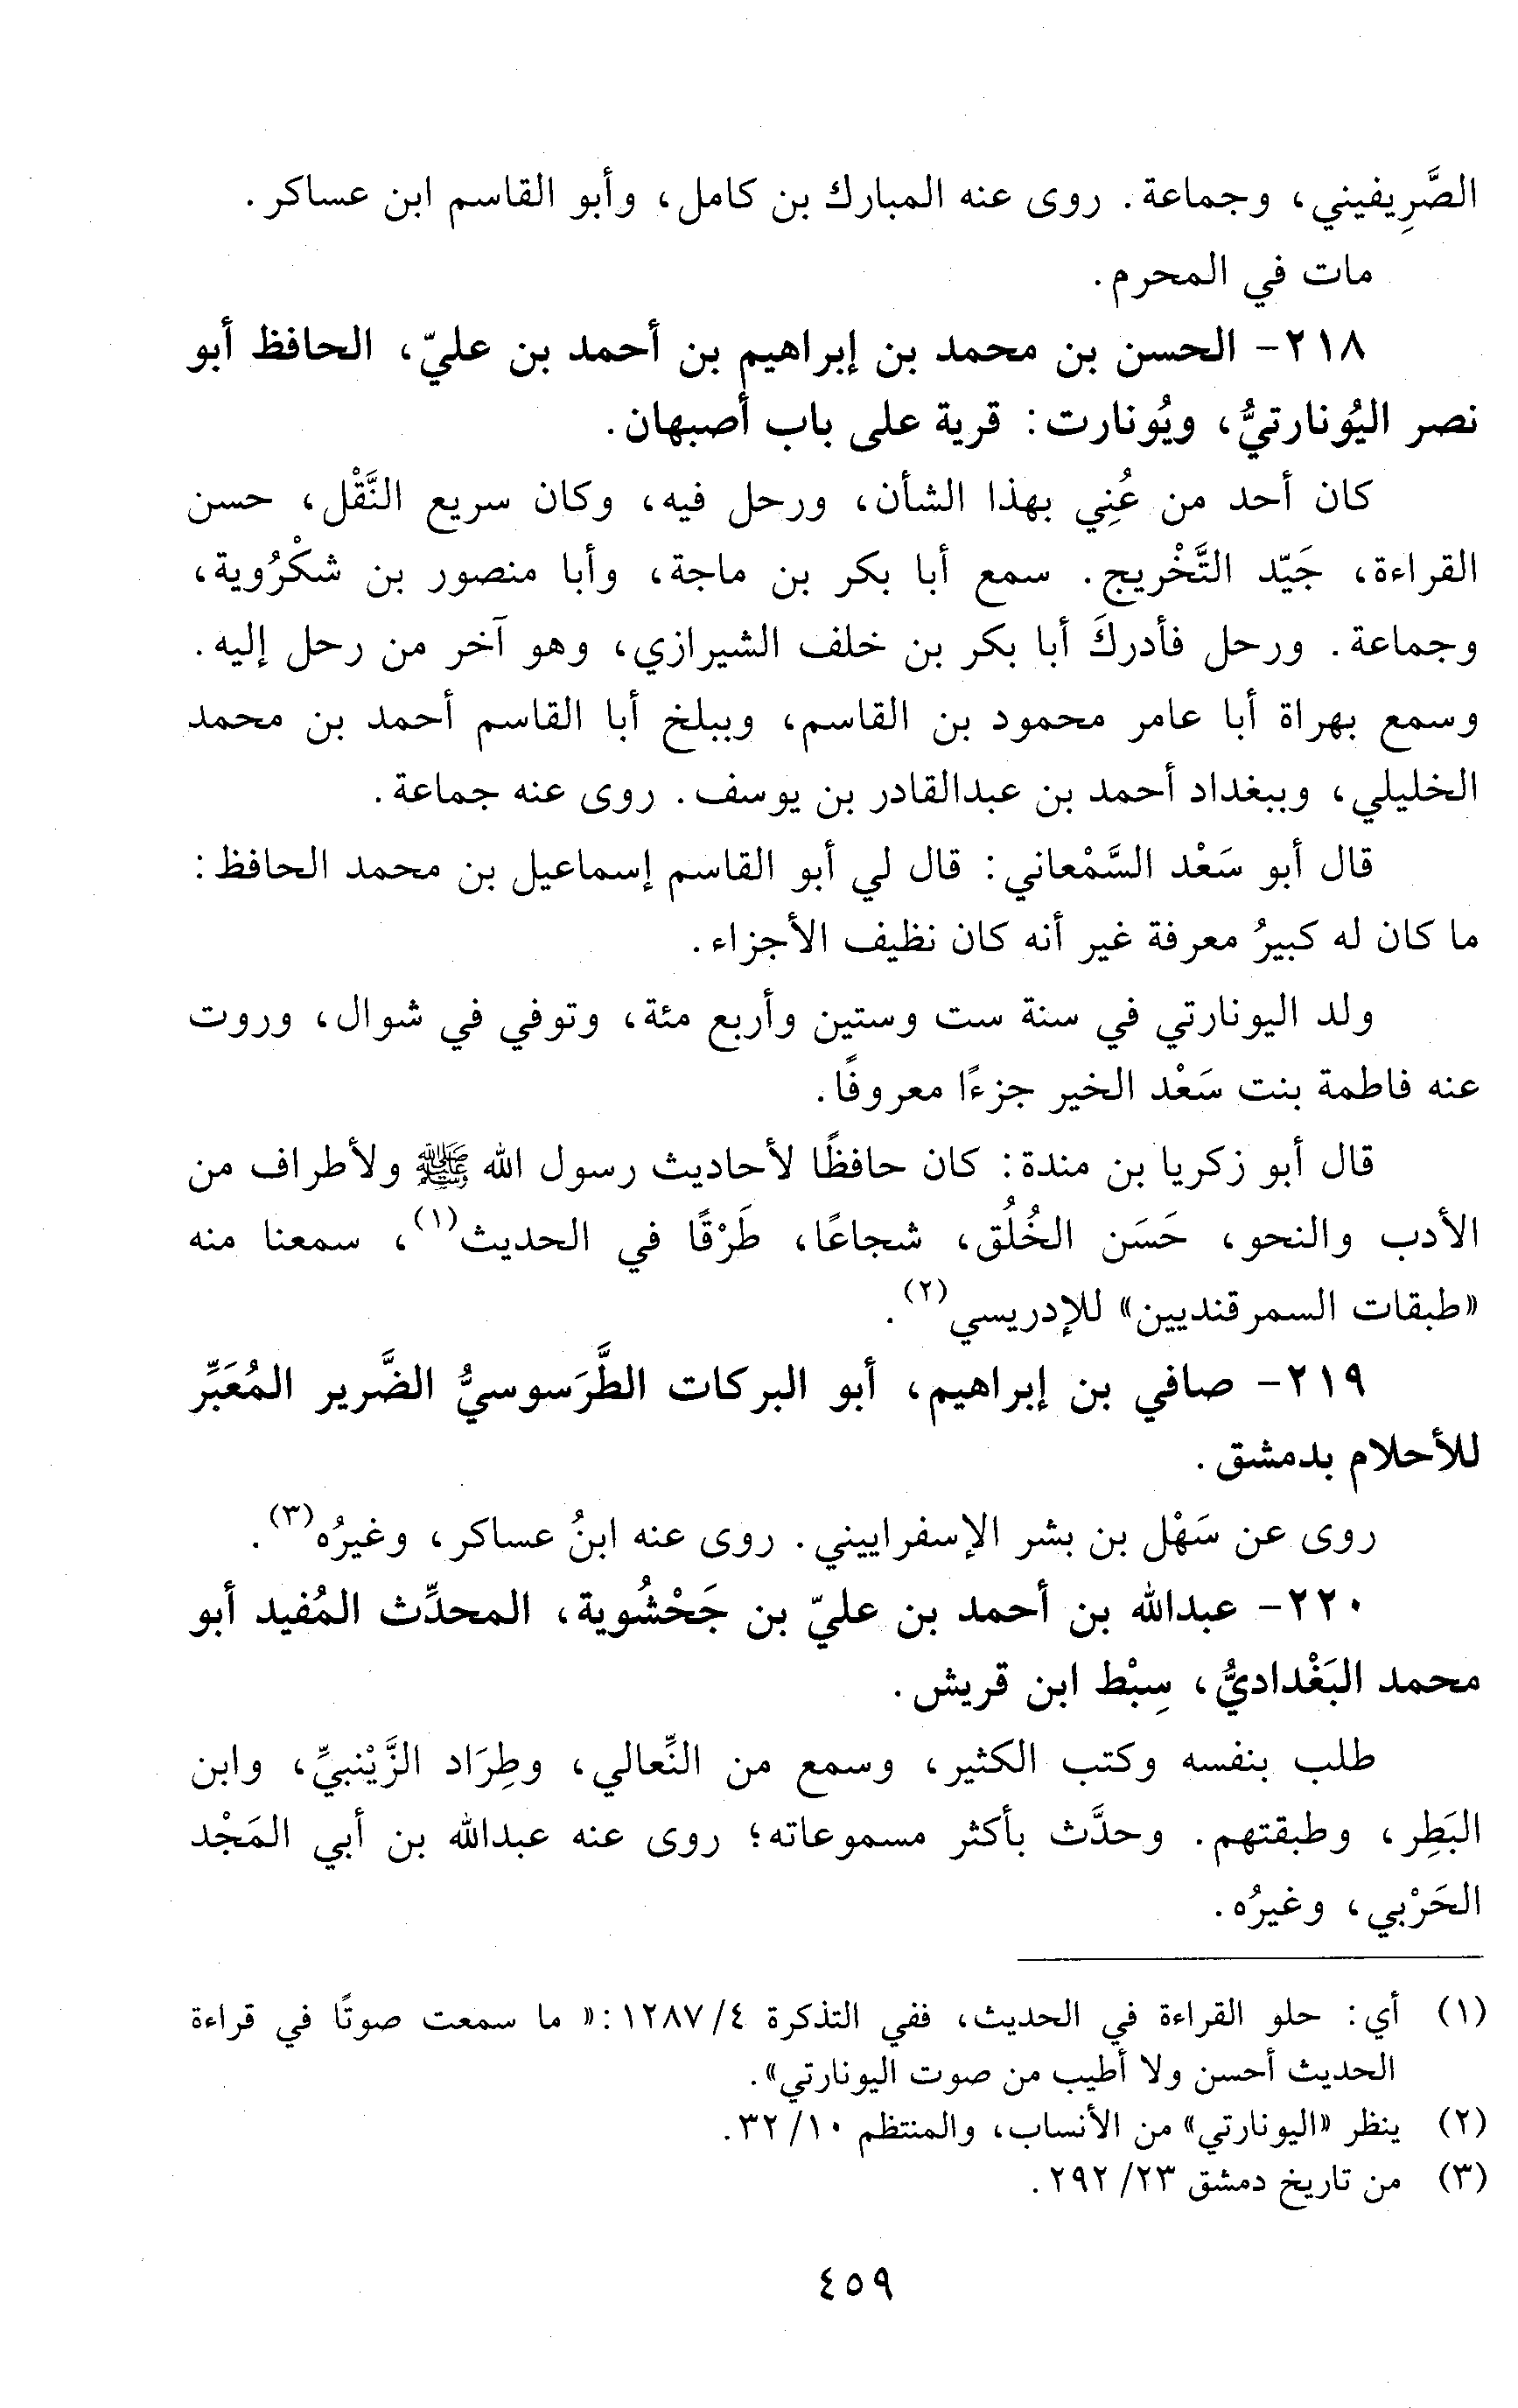 الصَّرِيفيني، وجماعة. روى عنه المبارك بن كامل، وأبو القاسم ابن عساكر.
مات في المحرم.
٢١٨- الحسن بن محمد بن إبراهيم بن أحمد بن عليّ، الحافظ أبو
نصر اليُونارتيُّ، ويُونارت: قرية على باب أصبهان.
كان أحد من عُنِي بهذا الشأن، ورحل فيه، وكان سريع النَّقْل، حسن
القراءة، جَيّد التَّخْريج. سمع أبا بكر بن ماجة، وأبا منصور بن شكْرُوية،
وجماعة. ورحل فأدركَ أبا بكر بن خلف الشيرازي، وهو آخر من رحل إليه.
وسمع بهراة أبا عامر محمود بن القاسم، وببلخ أبا القاسم أحمد بن محمد
الخليلي، وببغداد أحمد بن عبدالقادر بن يوسف. روى عنه جماعة.
قال أبو سَعْد السَّمْعاني: قال لي أبو القاسم إسماعيل بن محمد الحافظ:
ما كان له كبيرُ معرفة غير أنه كان نظيف الأجزاء.
ولد اليونارتي في سنة ست وستين وأربع مئة، وتوفي في شوال، وروت
عنه فاطمة بنت سَعْد الخير جزءًا معروفًا.
قال أبو زكريا بن مندة: كان حافظًا لأحاديث رسول الله ﷺ ولأطراف من
الأدب والنحو، حَسَن الخُلُق، شجاعًا، طَرْقًا في الحديث(١)، سمعنا منه
«طبقات السمرقنديين» للإدريسي(٢).
٢١٩- صافي بن إبراهيم، أبو البركات الطَّرَسوسيُّ الضَّرير المُعَبِّر
للأحلام بدمشق.
روى عن سَهْل بن بشر الإسفراييني. روى عنه ابنُ عساكر، وغيرُه(٣).
٢٢٠- عبدالله بن أحمد بن عليّ بن جَحْشُوية، المحدِّث المُفيد أبو
محمد البَغْداديُّ، سِبْط ابن قريش.
طلب بنفسه وكتب الكثير، وسمع من النِّعالي، وطِرَاد الزَّيْنبيِّ، وابن
البَطِر، وطبقتهم. وحدَّث بأكثر مسموعاته؛ روى عنه عبدالله بن أبي المَجْد
الحَرْبي، وغيرُه.
(١) أي: حلو القراءة في الحديث، ففي التذكرة ٤/ ١٢٨٧:« ما سمعت صوتًا في قراءة
الحديث أحسن ولا أطيب من صوت اليونارتي».
(٢) ينظر «اليونارتي» من الأنساب، والمنتظم ١٠/ ٣٢.
(٣) من تاريخ دمشق ٢٣/ ٢٩٢.
٤٥٩